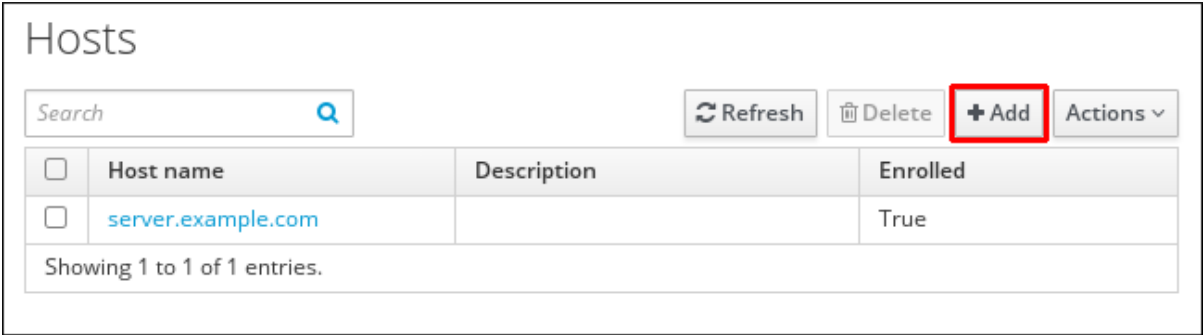 Hosts
Search Refresh Delete Add Actions
Host name Description Enrolled
server.example.com True
Showing 1 to 1 of 1 entries.